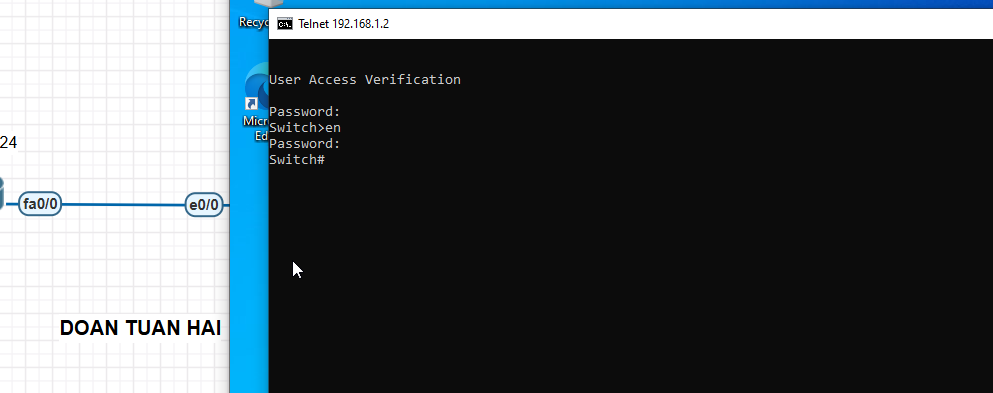 Recyc
Telnet 192.168.1.2
User Access Verification
Password:
Switch>en
Password:
Switch#
Micr
Ed
24
fa0/0
e0/0
DOAN TUAN HAI